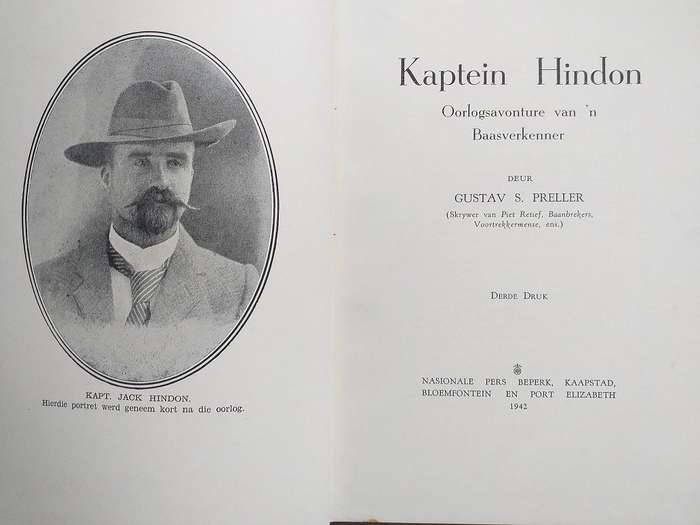 KAPT. JACK HINDON.
Hierdie portret werd geneem kort na die oorlog.
Kaptein Hindon
Oorlogsavonture van 'n
Baasverkenner
DEUR
GUSTAV S. PRELLER
(Skrywer van Piet Retief, Baanbrekers,
Voortrekkermense, ens.)
DERDE DRUK
NASIONALE PERS BEPERK, KAAPSTAD,
BLOEMFONTEIN EN PORT ELIZABETH
1942